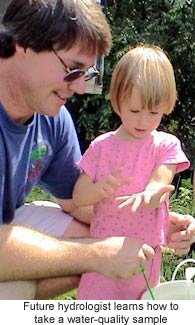 Future hydrologist learns how to
take a water-quality sample